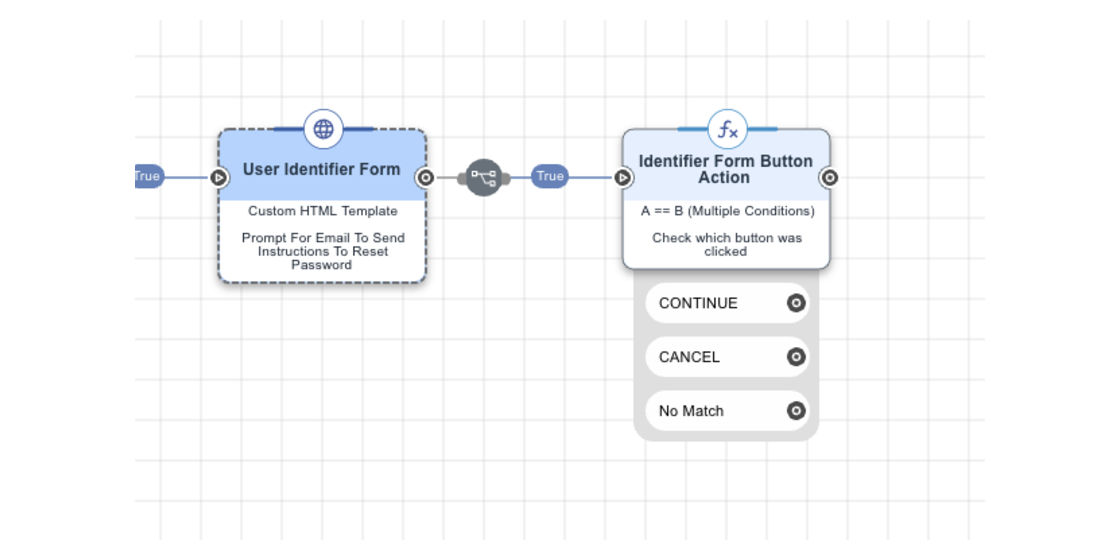 True
User Identifier Form
Custom HTML Template
Prompt For Email To Send
Instructions To Reset
Password
True
Identifier Form Button
Action
A == B (Multiple Conditions)
Check which button was
clicked
CONTINUE
CANCEL
No Match